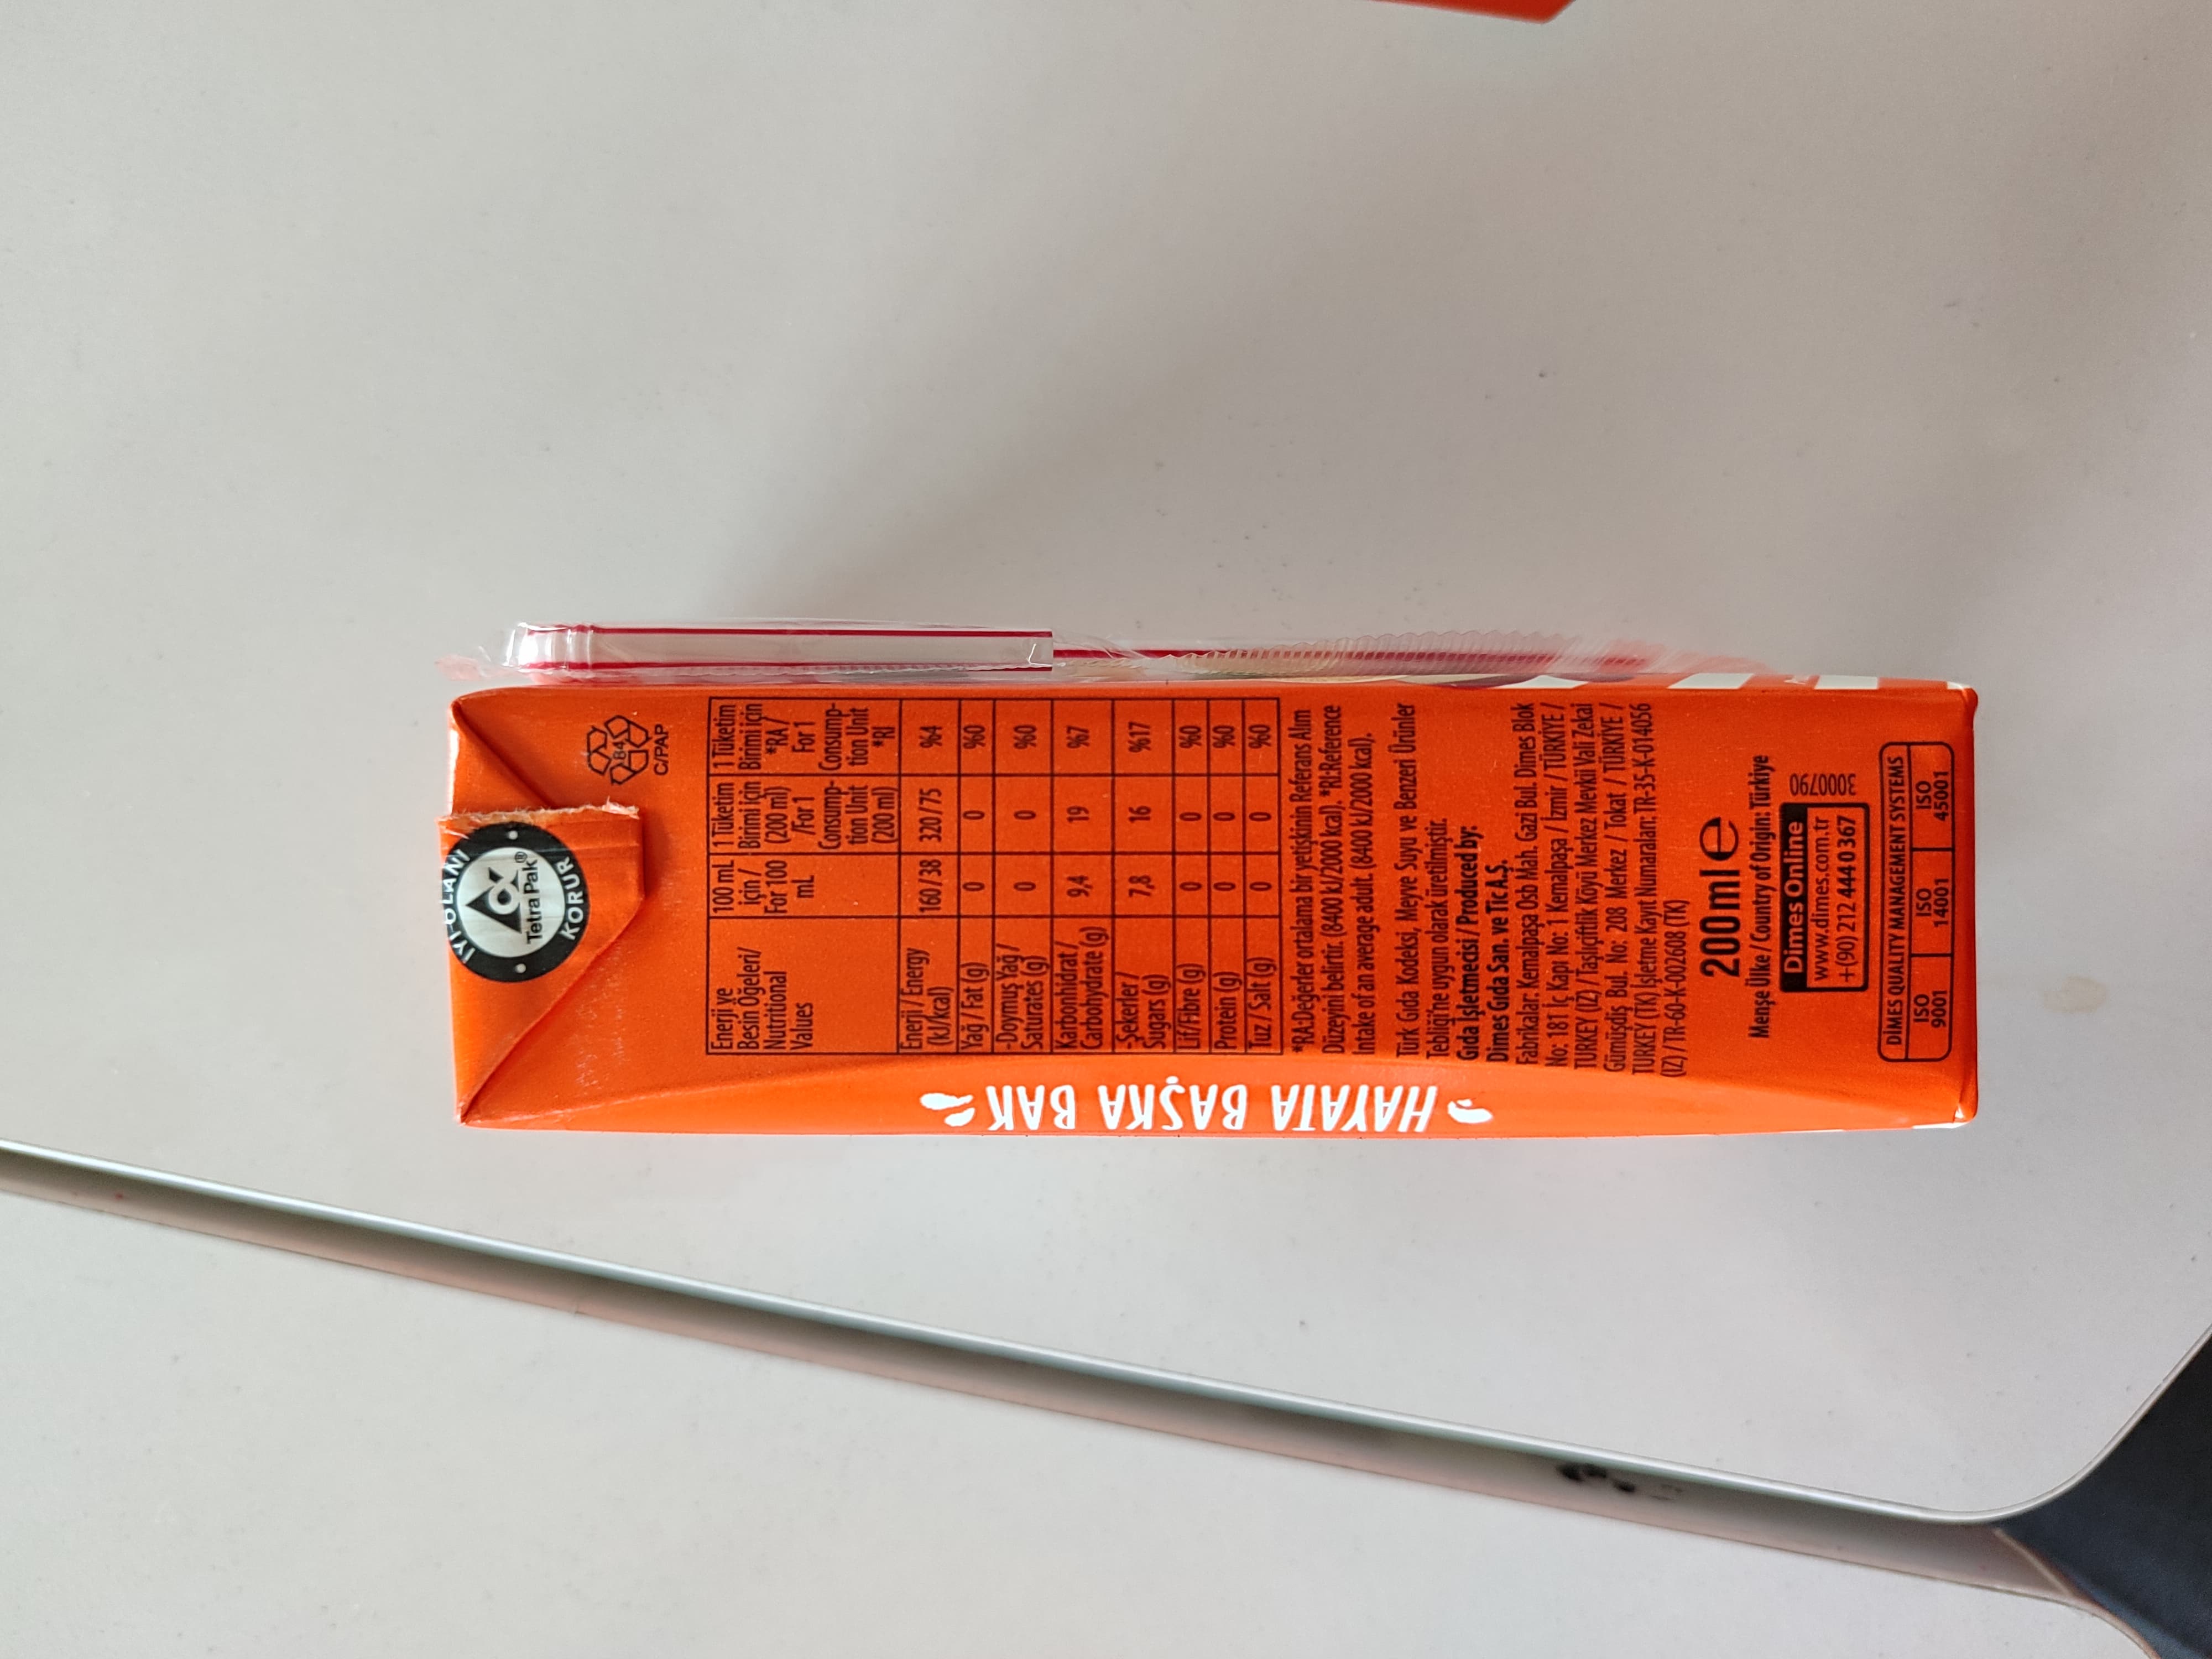 İYİ OLANI
Tetra Pak®
KORUR
84
C/PAP
Enerji ve Besin Öğeleri/ Nutritional Values | 100 mL için / For 100 mL | 1 Tüketim Birimi için (200 ml) /For 1 Consump-tion Unit (200 ml) | 1 Tüketim Birimi için *RA/ For 1 Consump-tion Unit *RI
Enerji / Energy (kJ/kcal) | 160/38 | 320/75 | %4
Yağ / Fat (g) | 0 | 0 | %0
-Doymuş Yağ / Saturates (g) | 0 | 0 | %0
Karbonhidrat / Carbohydrate (g) | 9,4 | 19 | %7
Şekerler / Sugars (g) | 7,8 | 16 | %17
Lif/Fibre (g) | 0 | 0 | %0
Protein (g) | 0 | 0 | %0
Tuz / Salt (g) | 0 | 0 | %0
*RA:Değerler ortalama bir yetişkinin Referans Alım
Düzeyini belirtir. (8400 kJ/2000 kcal). *RI:Reference
Intake of an average adult. (8400 kJ/2000 kcal).
Türk Gıda Kodeksi, Meyve Suyu ve Benzeri Ürünler
Tebliği'ne uygun olarak üretilmiştir.
Gıda İşletmecisi / Produced by:
Dimes Gıda San. ve Tic. A.Ş.
Fabrikalar: Kemalpaşa Osb Mah. Gazi Bul. Dimes Blok
No: 181 İç Kapı No: 1 Kemalpaşa / İzmir / TÜRKİYE /
TURKEY (IZ) / Taşlıçiftlik Köyü Merkez Mevkii Vali Zekai
Gümüşdiş Bul. No: 208 Merkez / Tokat / TÜRKİYE /
TURKEY (TK) İşletme Kayıt Numaraları: TR-35-K-014056
(IZ) / TR-60-K-002608 (TK)
200 ml e
Menşe Ülke / Country of Origin: Türkiye
Dimes Online
www.dimes.com.tr
+(90) 212 444 0 367
3000790
DİMES QUALITY MANAGEMENT SYSTEMS
ISO 9001 | ISO 14001 | ISO 45001
HAYATA BAŞKA BAK